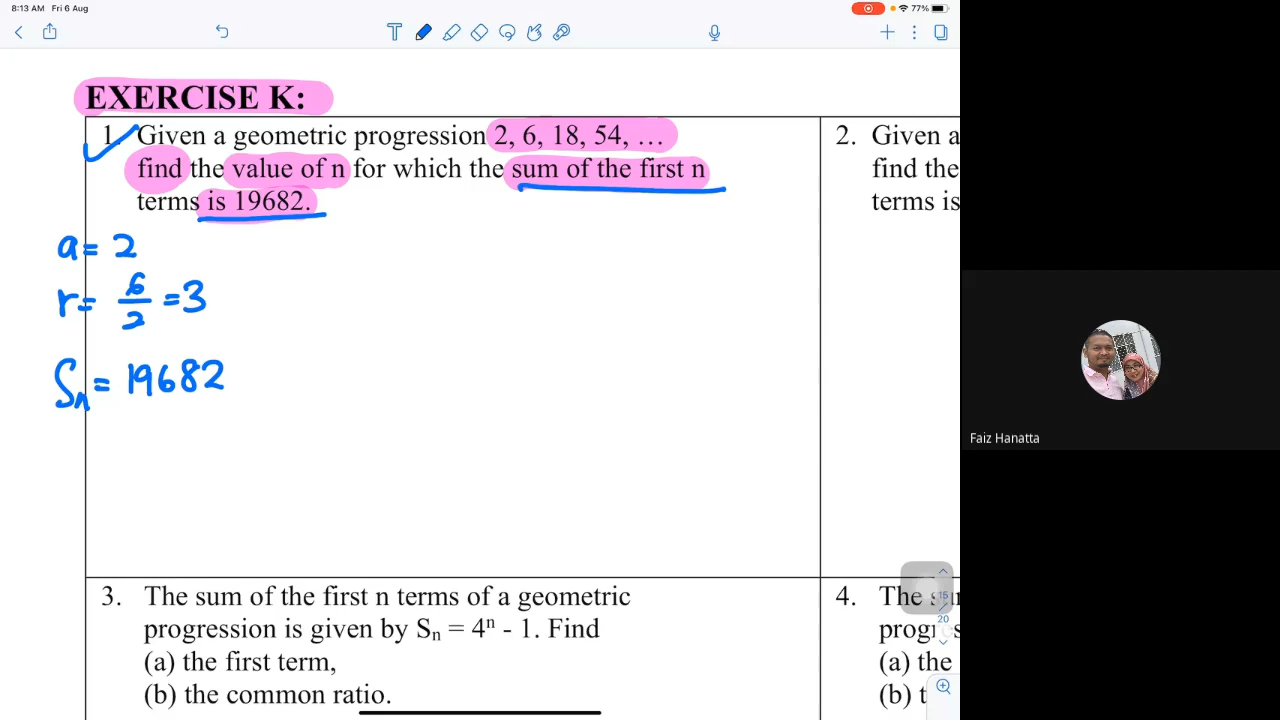 8:13 AM Fri 6 Aug
77%
EXERCISE K:
1. Given a geometric progression 2, 6, 18, 54, …
find the value of n for which the sum of the first n
terms is 19682.
a = 2
r = 6/2 = 3
Sₙ = 19682
2. Given a
find the
terms is
3. The sum of the first n terms of a geometric
progression is given by Sₙ = 4ⁿ - 1. Find
(a) the first term,
(b) the common ratio.
4. The
(a) the
(b)
15
20
Faiz Hanatta